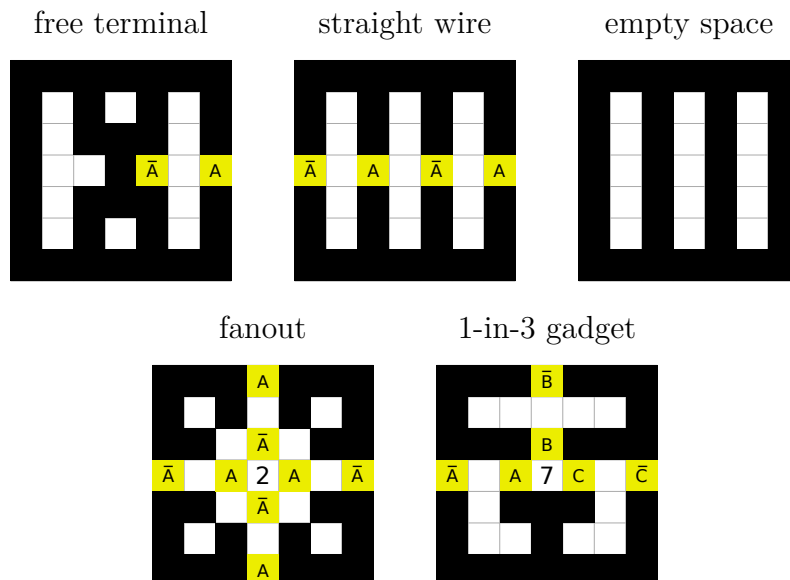 free terminal straight wire empty space
Ā A Ā A Ā A
fanout 1-in-3 gadget
A B̄
Ā B
Ā A 2 A Ā Ā A 7 C C̄
Ā
A